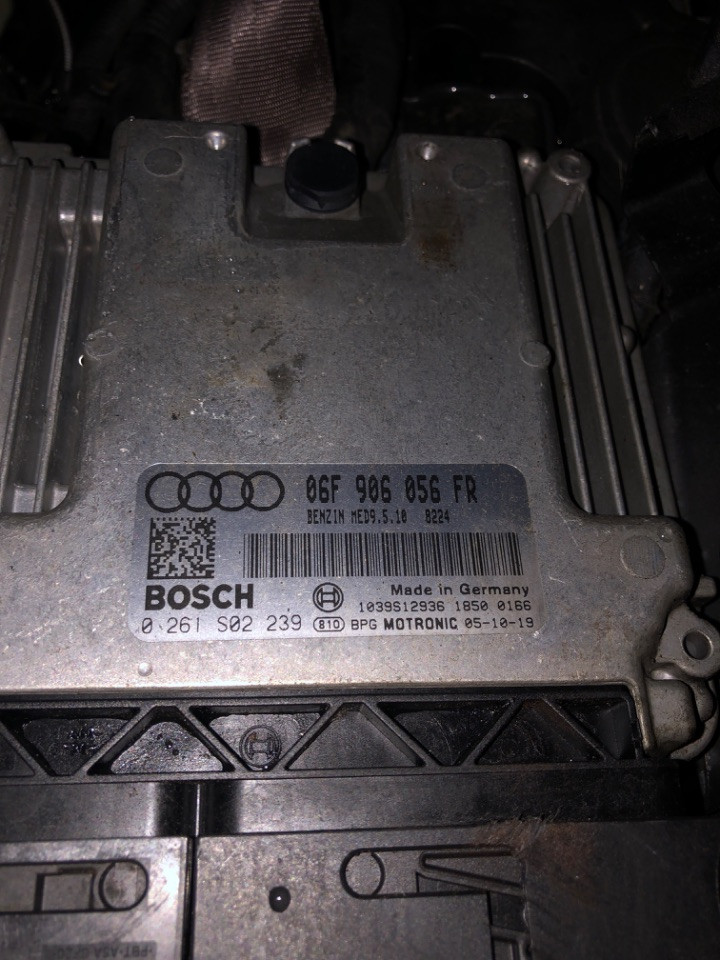 06F 906 056 FR
BENZIN MED9.5.10 8224
BOSCH
Made in Germany
1039S12936 1850 0166
0 261 S02 239 810 BPG MOTRONIC 05-10-19